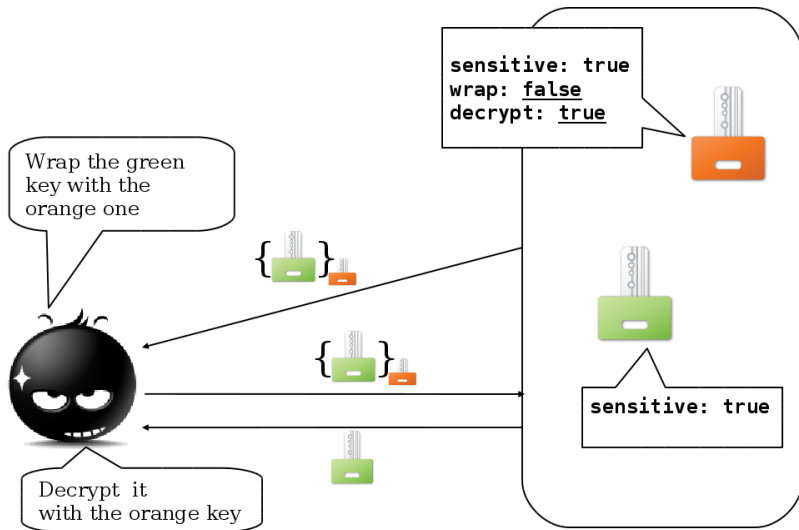 sensitive: true
wrap: false
decrypt: true
Wrap the green
key with the
orange one
{ }
{ }
sensitive: true
Decrypt it
with the orange key